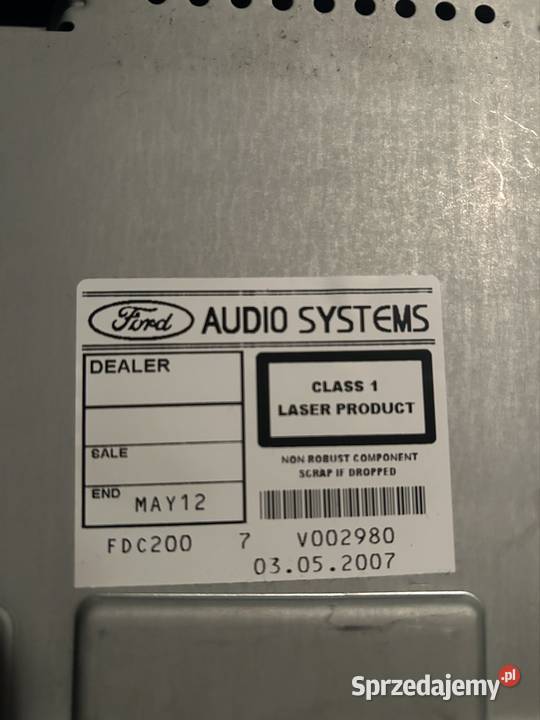 Ford AUDIO SYSTEMS
DEALER
SALE
END MAY12
CLASS 1
LASER PRODUCT
NON ROBUST COMPONENT
SCRAP IF DROPPED
FDC200 7 V002980
03.05.2007
Sprzedajemy.pl